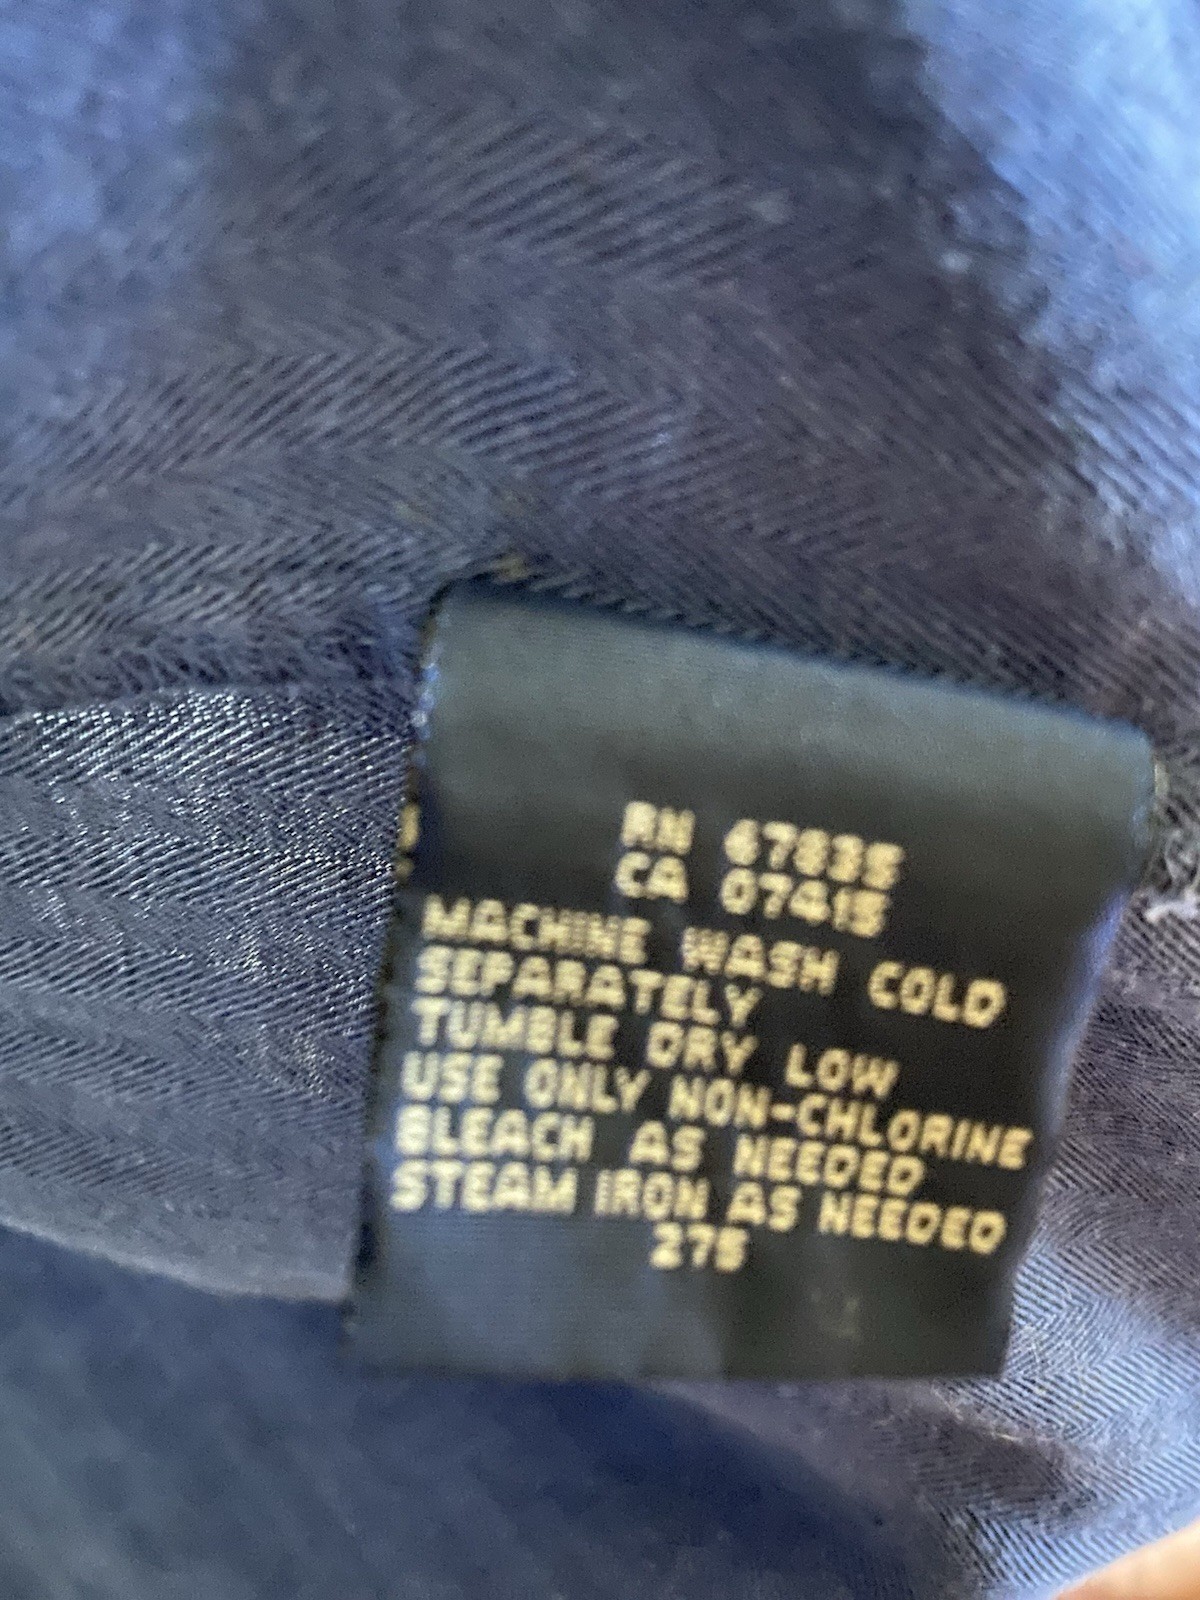 RN 67835
CA 07415
MACHINE WASH COLD
SEPARATELY
TUMBLE DRY LOW
USE ONLY NON-CHLORINE
BLEACH AS NEEDED
STEAM IRON AS NEEDED
275